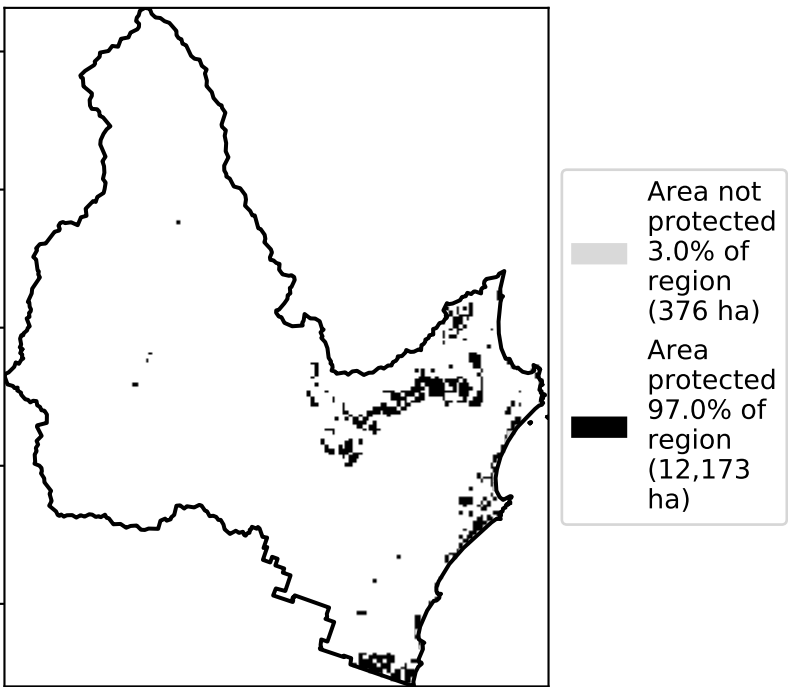 Area not
protected
3.0% of
region
(376 ha)
Area
protected
97.0% of
region
(12,173
ha)